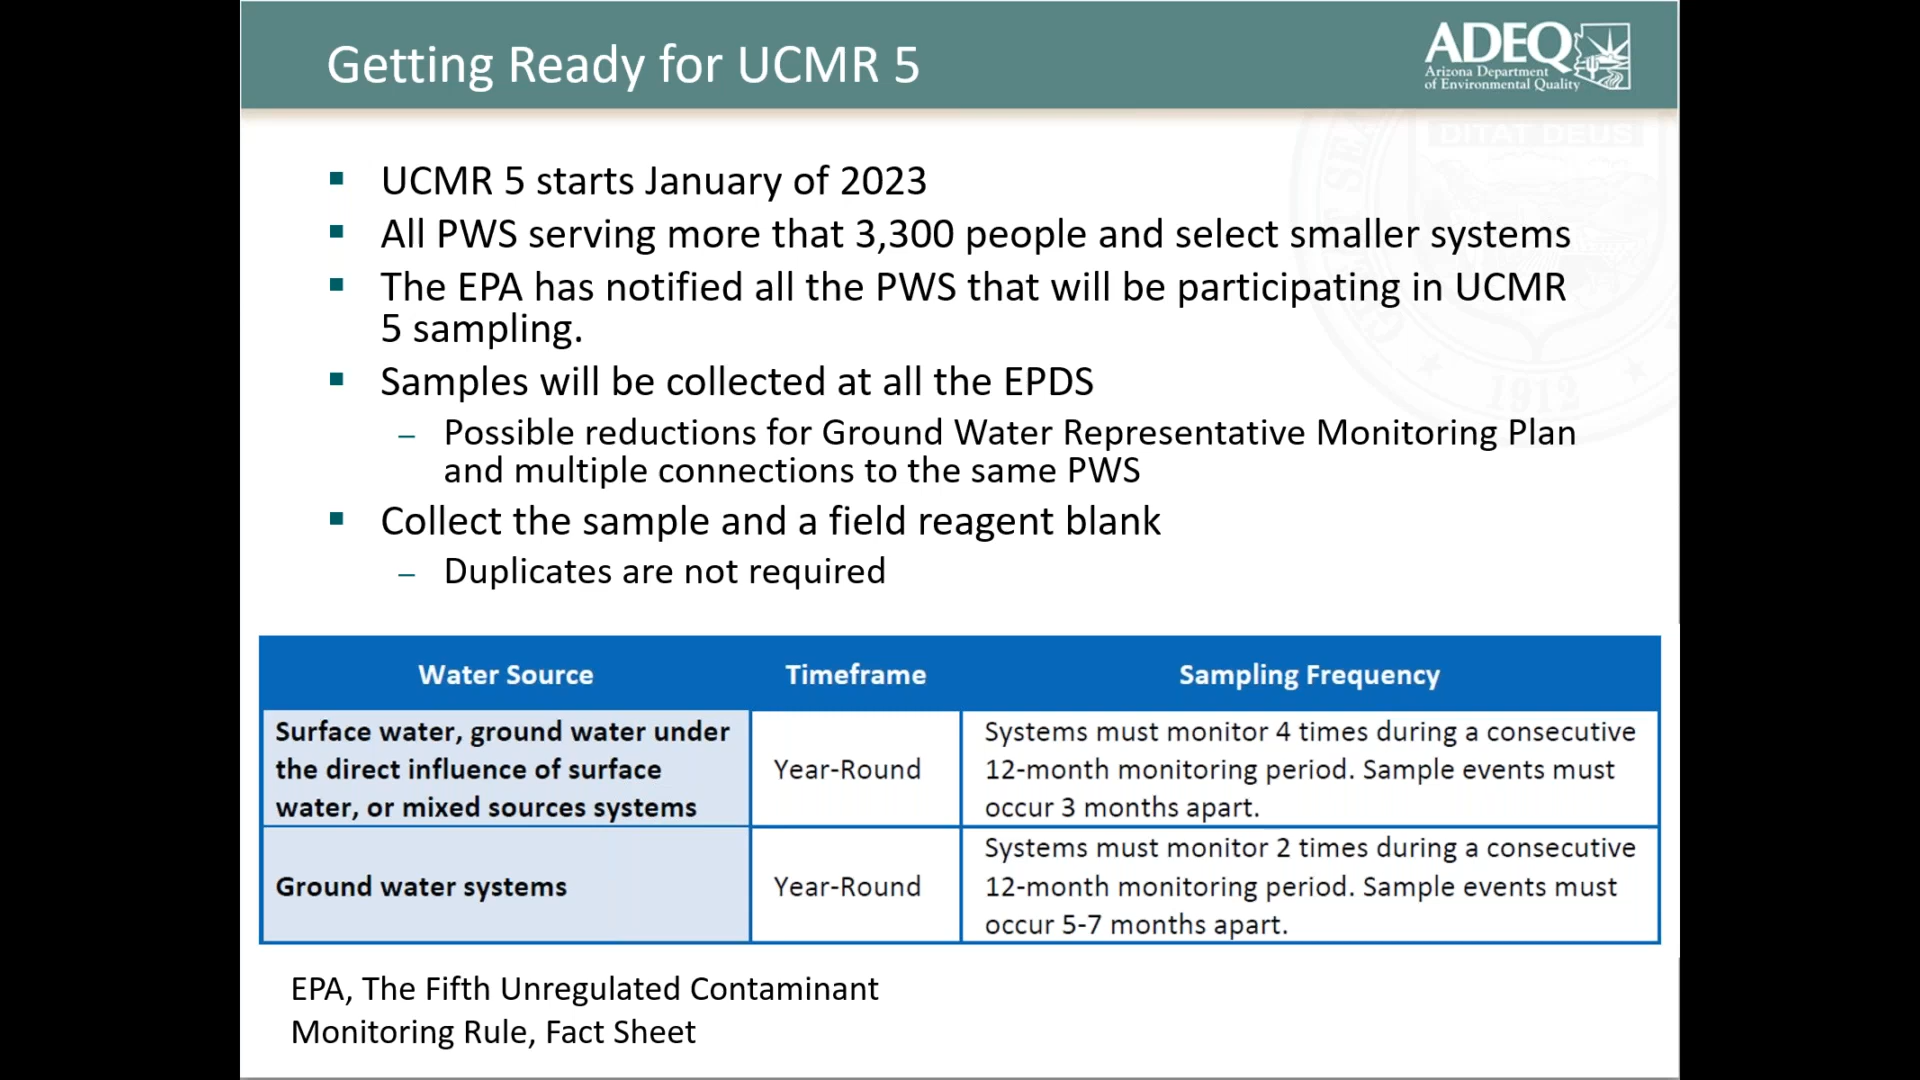 Getting Ready for UCMR 5
ADEQ
Arizona Department
of Environmental Quality
DITAT DEUS
GREAT SEA
1912
▪ UCMR 5 starts January of 2023
▪ All PWS serving more that 3,300 people and select smaller systems
▪ The EPA has notified all the PWS that will be participating in UCMR
5 sampling.
▪ Samples will be collected at all the EPDS
– Possible reductions for Ground Water Representative Monitoring Plan
and multiple connections to the same PWS
▪ Collect the sample and a field reagent blank
– Duplicates are not required
Water Source Timeframe Sampling Frequency
Surface water, ground water under
the direct influence of surface
water, or mixed sources systems
Year-Round
Systems must monitor 4 times during a consecutive
12-month monitoring period. Sample events must
occur 3 months apart.
Ground water systems
Year-Round
Systems must monitor 2 times during a consecutive
12-month monitoring period. Sample events must
occur 5-7 months apart.
EPA, The Fifth Unregulated Contaminant
Monitoring Rule, Fact Sheet